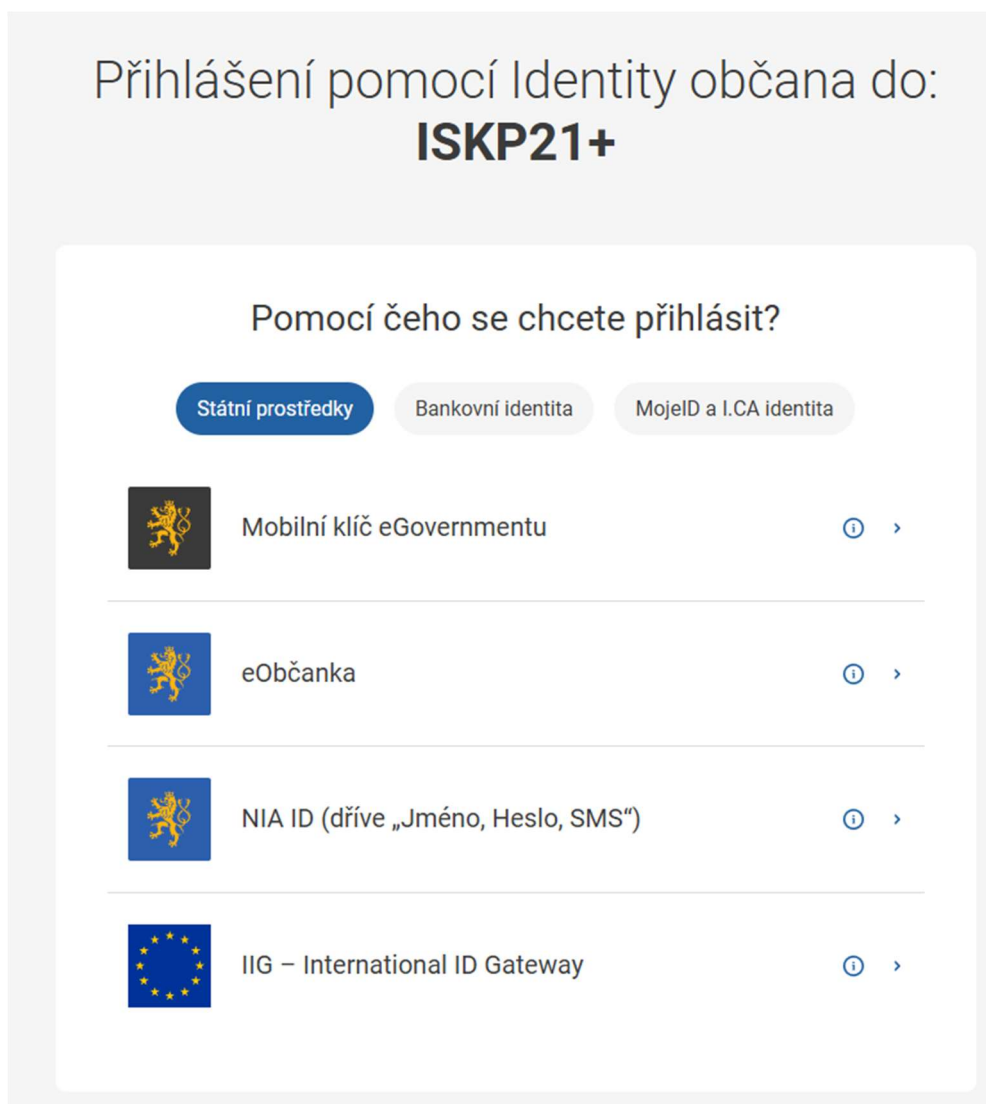 Přihlášení pomocí Identity občana do:
ISKP21+
Pomocí čeho se chcete přihlásit?
Státní prostředky
Bankovní identita
MojeID a I.CA identita
Mobilní klíč eGovernmentu
eObčanka
NIA ID (dříve „Jméno, Heslo, SMS“)
IIG – International ID Gateway